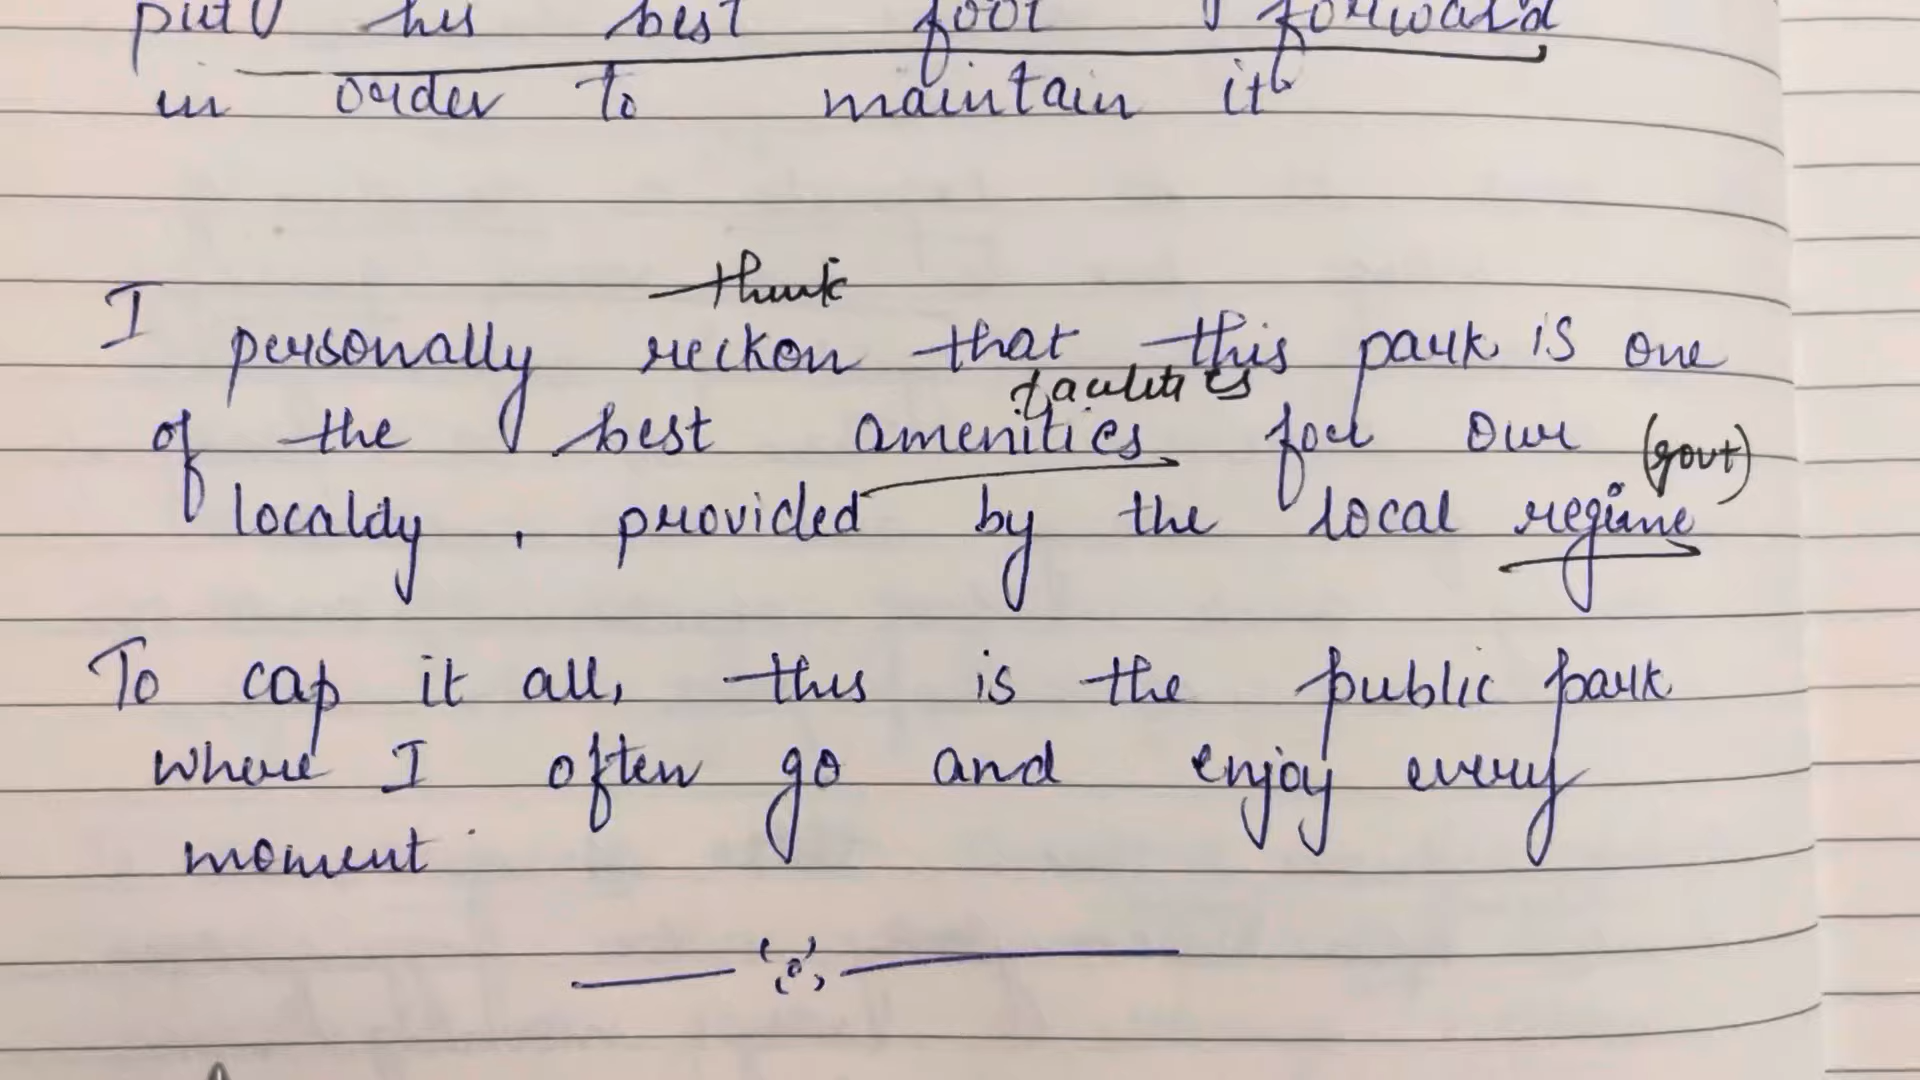 put his best foot forward
in order to maintain it
think
I personally reckon that this park is one
facilities
of the best amenities for our
(govt)
locality, provided by the local regime
To cap it all, this is the public park
where I often go and enjoy every
moment.